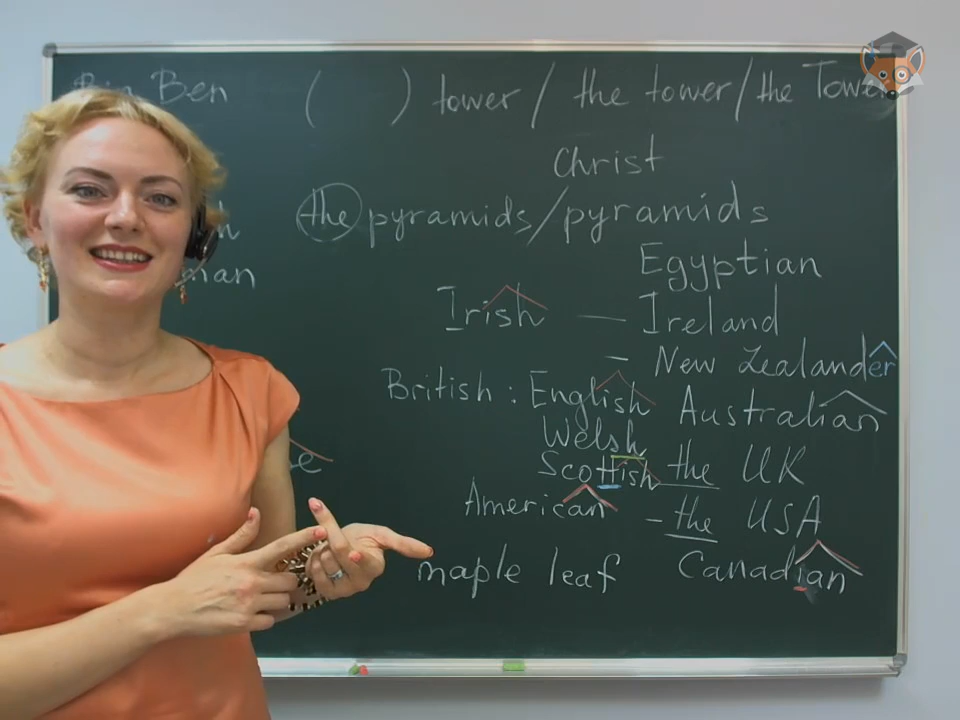 Ben ( ) tower / the tower / the Tower
Christ
the pyramids / pyramids
Egyptian
man
Irish — Ireland
– New Zealander
British : English
Australian
Welsh
Scottish
the UK
American – the USA
maple leaf
Canadian